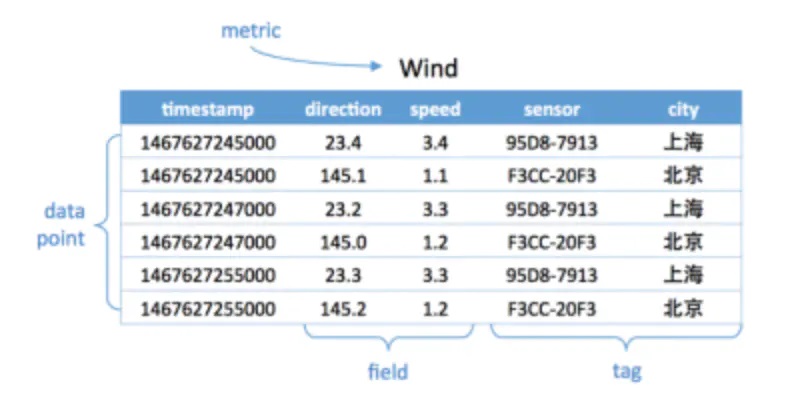 metric
Wind
timestamp direction speed sensor city
1467627245000 23.4 3.4 95D8-7913 上海
1467627245000 145.1 1.1 F3CC-20F3 北京
1467627247000 23.2 3.3 95D8-7913 上海
1467627247000 145.0 1.2 F3CC-20F3 北京
1467627255000 23.3 3.3 95D8-7913 上海
1467627255000 145.2 1.2 F3CC-20F3 北京
data
point
field
tag